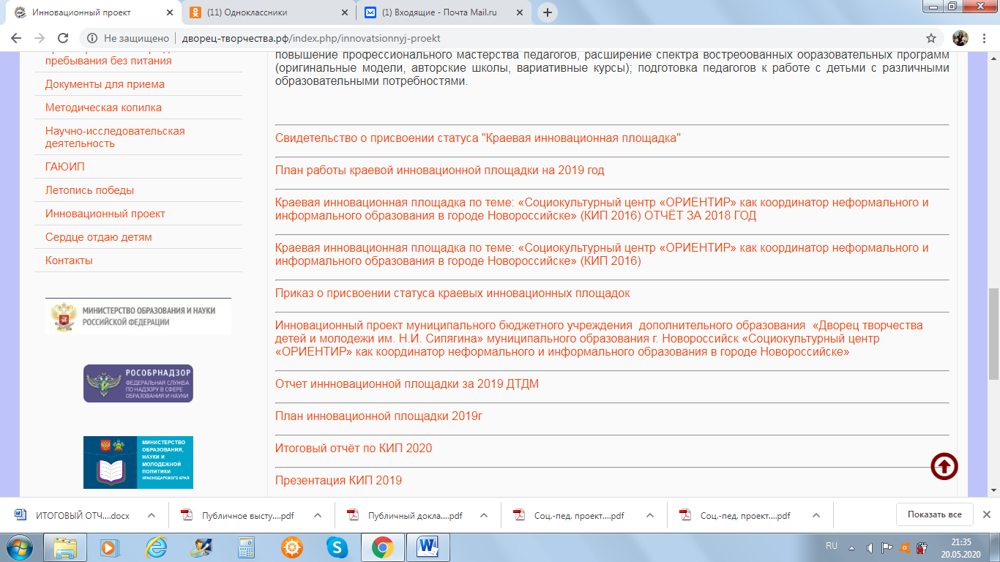 Инновационный проект
(11) Одноклассники
(1) Входящие - Почта Mail.ru
Не защищено
дворец-творчества.рф/index.php/innovatsionnyj-proekt
пребывания без питания
Документы для приема
Методическая копилка
Научно-исследовательская
деятельность
ГАЮИП
Летопись победы
Инновационный проект
Сердце отдаю детям
Контакты
МИНИСТЕРСТВО ОБРАЗОВАНИЯ И НАУКИ
РОССИЙСКОЙ ФЕДЕРАЦИИ
РОСОБРНАДЗОР
ФЕДЕРАЛЬНАЯ СЛУЖБА
ПО НАДЗОРУ В СФЕРЕ
ОБРАЗОВАНИЯ И НАУКИ
МИНИСТЕРСТВО
ОБРАЗОВАНИЯ,
НАУКИ И
МОЛОДЕЖНОЙ
ПОЛИТИКИ
КРАСНОДАРСКОГО КРАЯ
повышение профессионального мастерства педагогов, расширение спектра востребованных образовательных программ
(оригинальные модели, авторские школы, вариативные курсы); подготовка педагогов к работе с детьми с различными
образовательными потребностями.
Свидетельство о присвоении статуса "Краевая инновационная площадка"
План работы краевой инновационной площадки на 2019 год
Краевая инновационная площадка по теме: «Социокультурный центр «ОРИЕНТИР» как координатор неформального и
информального образования в городе Новороссийске» (КИП 2016) ОТЧЁТ ЗА 2018 ГОД
Краевая инновационная площадка по теме: «Социокультурный центр «ОРИЕНТИР» как координатор неформального и
информального образования в городе Новороссийске» (КИП 2016)
Приказ о присвоении статуса краевых инновационных площадок
Инновационный проект муниципального бюджетного учреждения дополнительного образования «Дворец творчества
детей и молодежи им. Н.И. Сипягина» муниципального образования г. Новороссийск «Социокультурный центр
«ОРИЕНТИР» как координатор неформального и информального образования в городе Новороссийске»
Отчет иннновационной площадки за 2019 ДТДМ
План инновационной площадки 2019г
Итоговый отчёт по КИП 2020
Презентация КИП 2019
ИТОГОВЫЙ ОТЧ....docx
Публичное высту....pdf
Публичный докла....pdf
Соц.-пед. проект....pdf
Соц.-пед. проект....pdf
Показать все
RU
21:35
20.05.2020